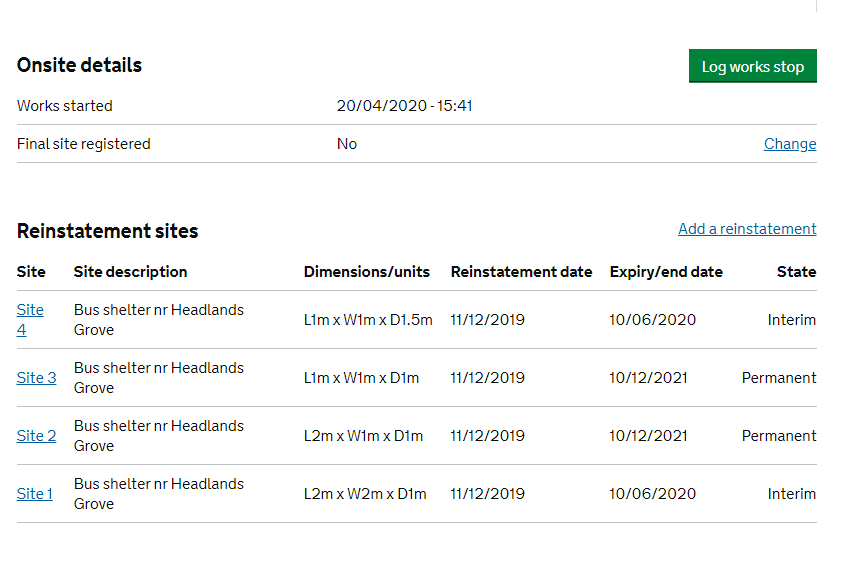 Onsite details
Log works stop
Works started 20/04/2020 - 15:41
Final site registered No Change
Reinstatement sites Add a reinstatement
Site Site description Dimensions/units Reinstatement date Expiry/end date State
Site 4 Bus shelter nr Headlands Grove L1m x W1m x D1.5m 11/12/2019 10/06/2020 Interim
Site 3 Bus shelter nr Headlands Grove L1m x W1m x D1m 11/12/2019 10/12/2021 Permanent
Site 2 Bus shelter nr Headlands Grove L2m x W1m x D1m 11/12/2019 10/12/2021 Permanent
Site 1 Bus shelter nr Headlands Grove L2m x W2m x D1m 11/12/2019 10/06/2020 Interim